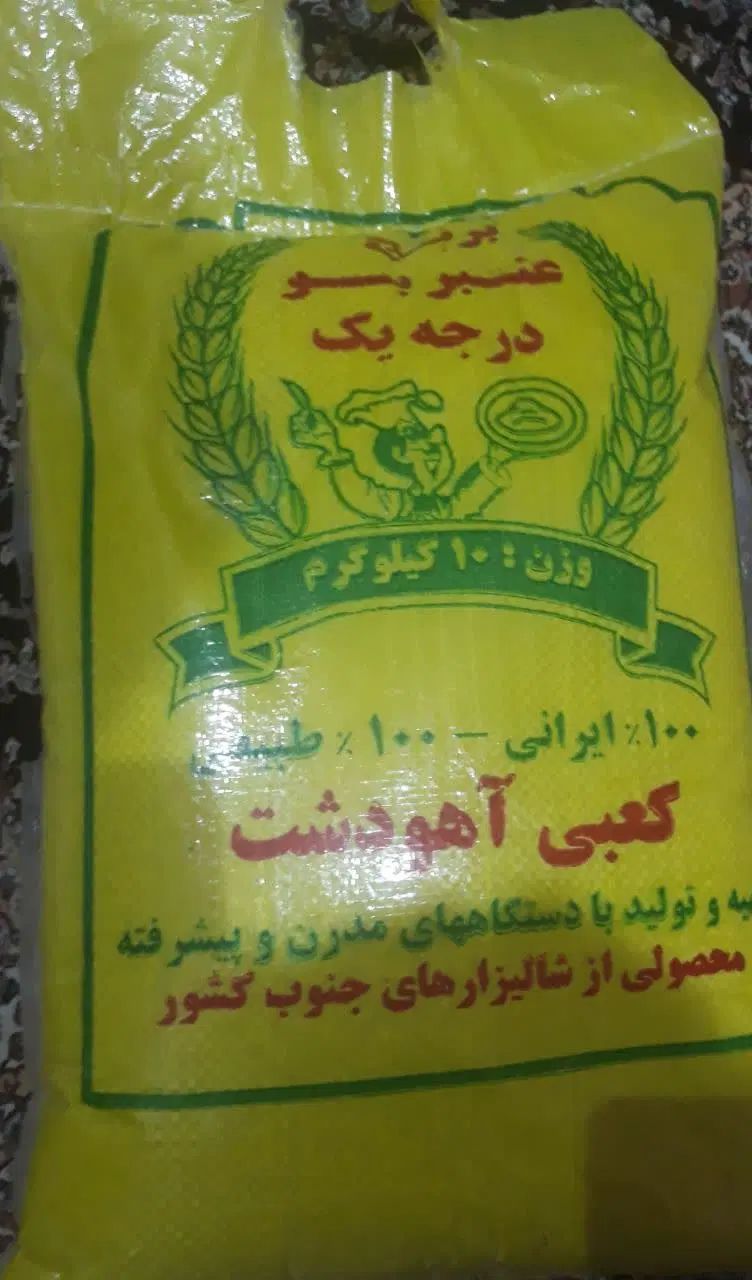 برنج
عنبر بو
درجه یک
وزن : ۱۰ کیلوگرم
۱۰۰٪ ایرانی - ۱۰۰٪ طبیعی
کعبی آهودشت
و تولید با دستگاههای مدرن و پیشرفته
محصولی از شالیزارهای جنوب کشور